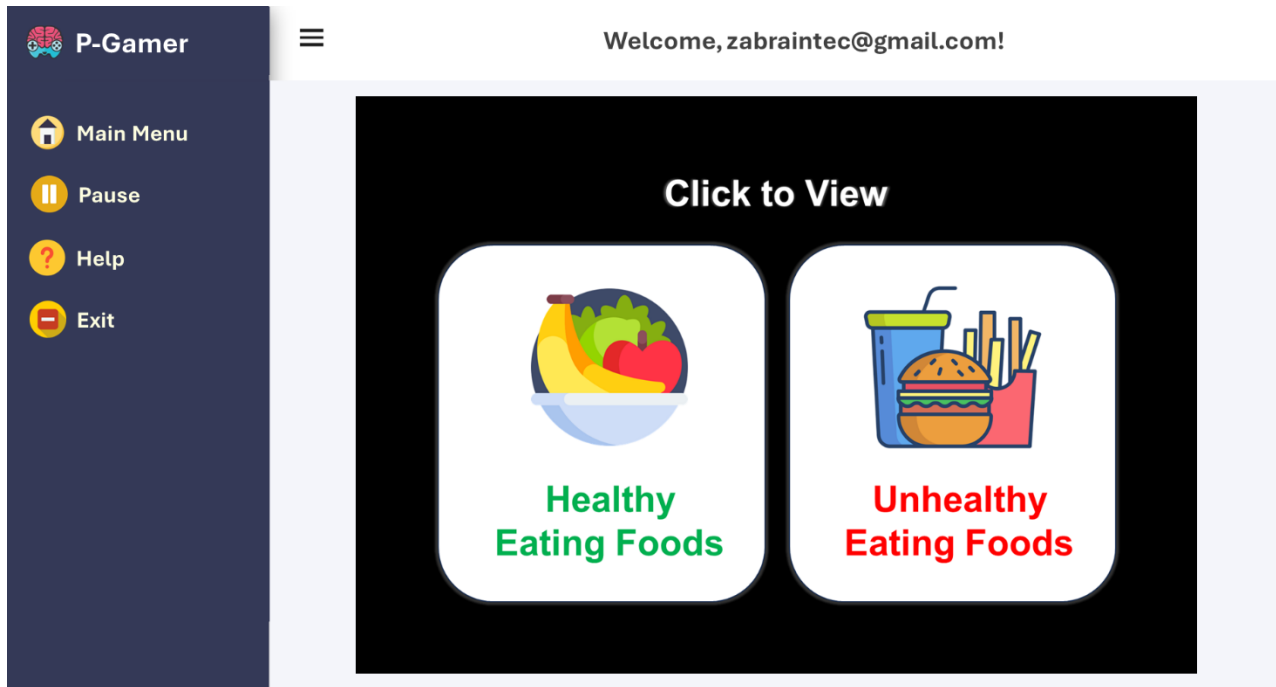 P-Gamer
Welcome, zabraintec@gmail.com!
Main Menu
Pause
Help
Exit
Click to View
Healthy
Eating Foods
Unhealthy
Eating Foods